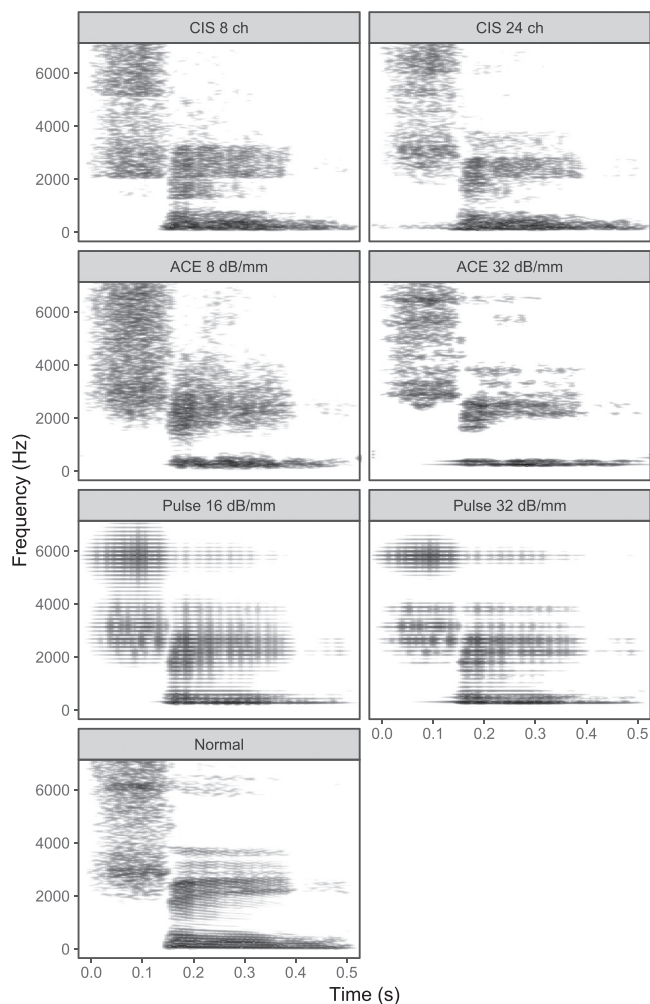 CIS 8 ch CIS 24 ch
6000
4000
2000
0
ACE 8 dB/mm ACE 32 dB/mm
6000
4000
2000
0
Frequency (Hz)
Pulse 16 dB/mm Pulse 32 dB/mm
6000
4000
2000
0
0.0 0.1 0.2 0.3 0.4 0.5
Normal
6000
4000
2000
0
0.0 0.1 0.2 0.3 0.4 0.5
Time (s)